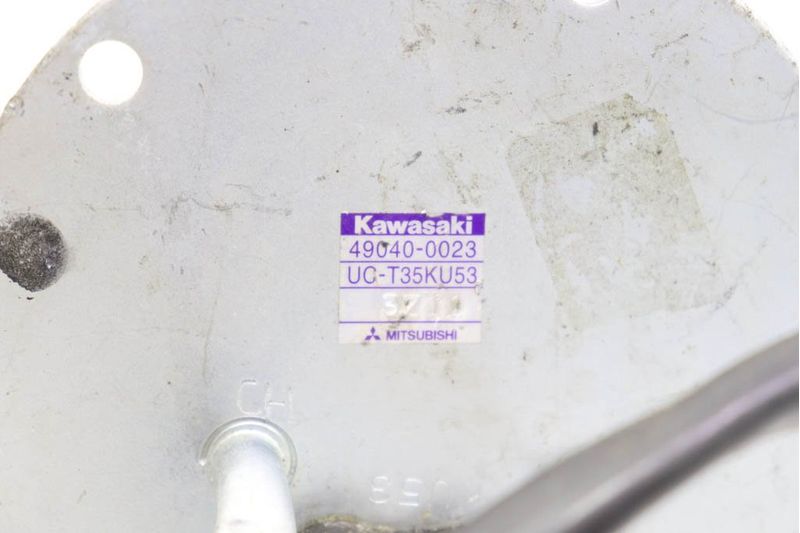 Kawasaki
49040-0023
UC-T35KU53
MITSUBISHI
CH